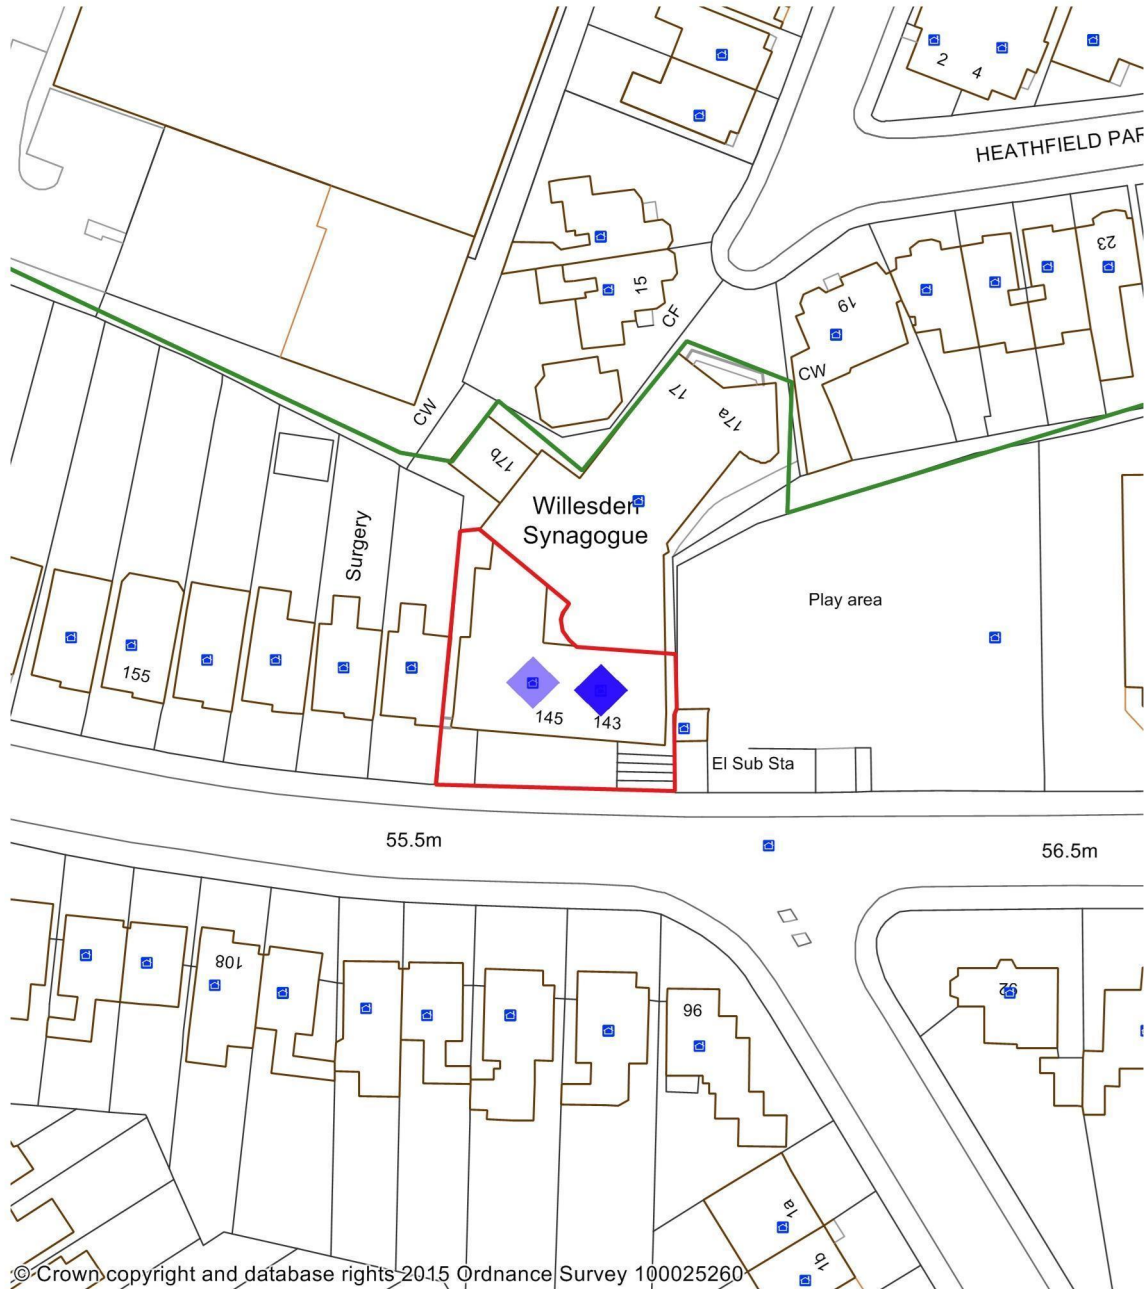 2
4
HEATHFIELD PAR
23
15
19
CF
CW
17
17a
CW
17b
Willesden
Synagogue
Surgery
Play area
155
145
143
El Sub Sta
55.5m
56.5m
108
96
92
1a
1b
© Crown copyright and database rights 2015 Ordnance Survey 100025260